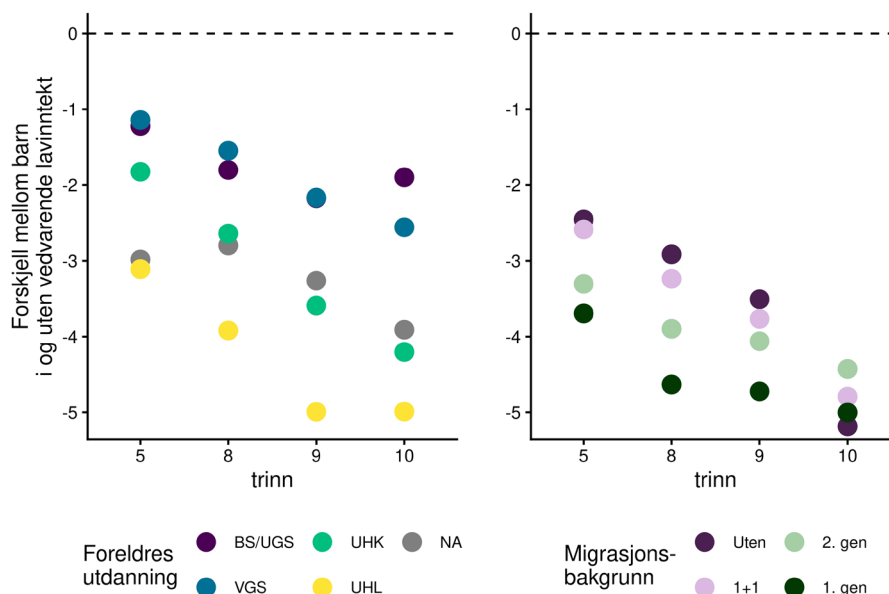 Forskjell mellom barn
i og uten vedvarende lavinntekt
0
-1
-2
-3
-4
-5
5 8 9 10
trinn
0
-1
-2
-3
-4
-5
5 8 9 10
trinn
Foreldres
utdanning
BS/UGS UHK NA
VGS UHL
Migrasjons-
bakgrunn
Uten 2. gen
1+1 1. gen